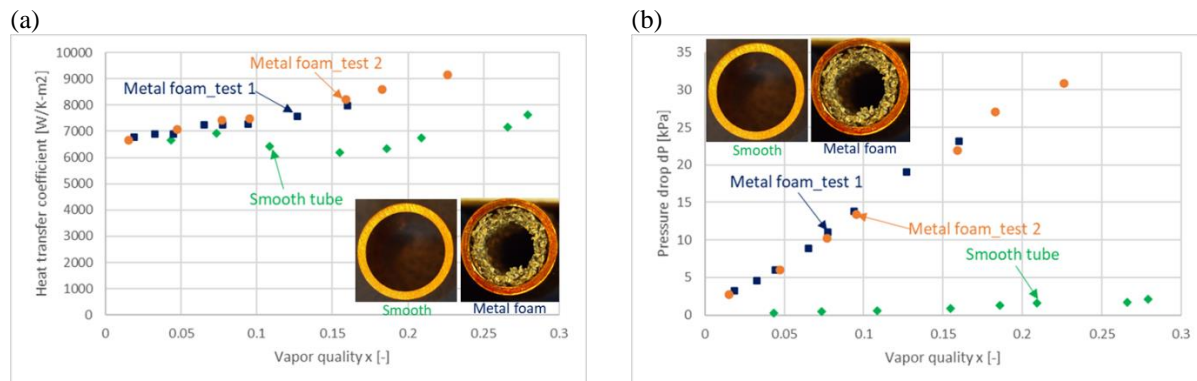 (a)
Heat transfer coefficient [W/K-m2]
10000
9000
8000
7000
6000
5000
4000
3000
2000
1000
0
Metal foam_test 2
Metal foam_test 1
Smooth tube
Smooth
Metal foam
0 0.05 0.1 0.15 0.2 0.25 0.3
Vapor quality x [-]
(b)
Pressure drop dP [kPa]
35
30
25
20
15
10
5
0
Smooth
Metal foam
Metal foam_test 1
Metal foam_test 2
Smooth tube
0 0.05 0.1 0.15 0.2 0.25 0.3
Vapor quality x [-]